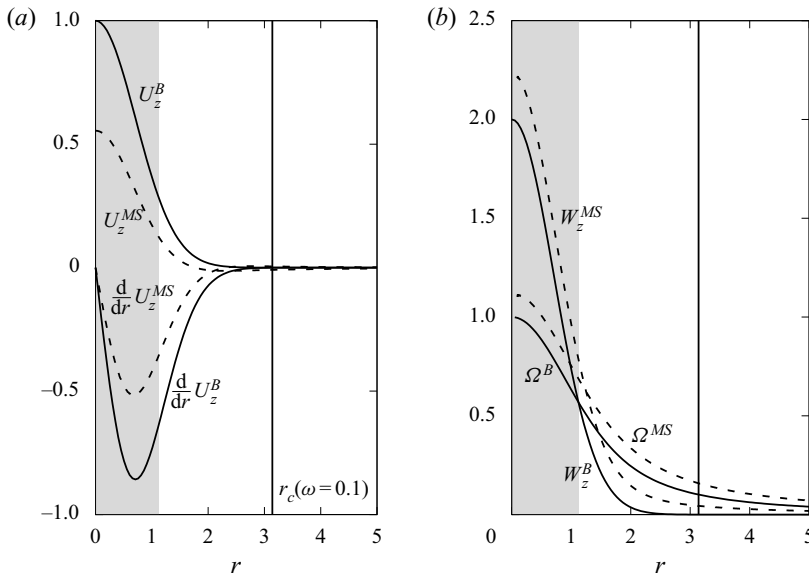 (a)
1.0
0.5
0
–0.5
–1.0
U_z^B
U_z^MS
d/dr U_z^MS
d/dr U_z^B
r_c(ω = 0.1)
0 1 2 3 4 5
r
(b)
2.5
2.0
1.5
1.0
0.5
W_z^MS
Ω^B
Ω^MS
W_z^B
0 1 2 3 4 5
r